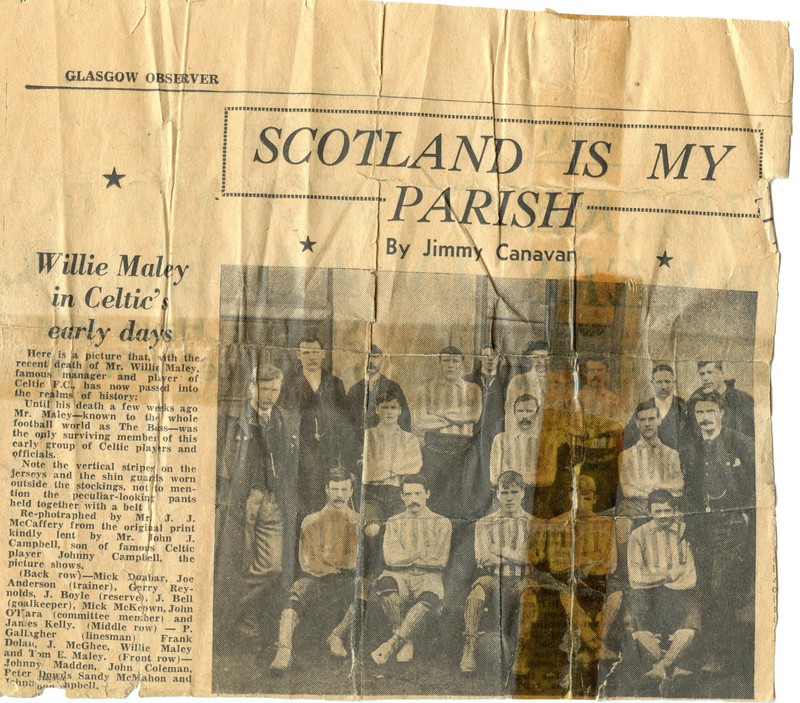 GLASGOW OBSERVER
SCOTLAND IS MY
PARISH
By Jimmy Canavan
Willie Maley
in Celtic's
early days
Here is a picture that, with the
recent death of Mr. Willie Maley,
famous manager and player of
Celtic F.C., has now passed into
the realms of history:
Until his death a few weeks ago
Mr. Maley—known to the whole
football world as The Boss—was
the only surviving member of this
early group of Celtic players and
officials.
Note the vertical stripes on the
jerseys and the shin guards worn
outside the stockings, not to men-
tion the peculiar-looking pants
held together with a belt
Re-photraphed by Mr. J. J.
McCaffery from the original print
kindly lent by Mr. John J.
Campbell, son of famous Celtic
player Johnny Campbell, the
picture shows.
(Back row)—Mick Dunbar, Joe
Anderson (trainer), Gerry Rey-
nolds, J. Boyle (reserve), J. Bell
(goalkeeper), Mick McKeown, John
O'Hara (committee member) and
James Kelly. (Middle row) — P.
Gallagher (linesman) Frank
Dolan, J. McGhee, Willie Maley
and Tom E. Maley. (Front row)—
Johnny Madden, John Coleman,
Peter Dowds Sandy McMahon and
Campbell.